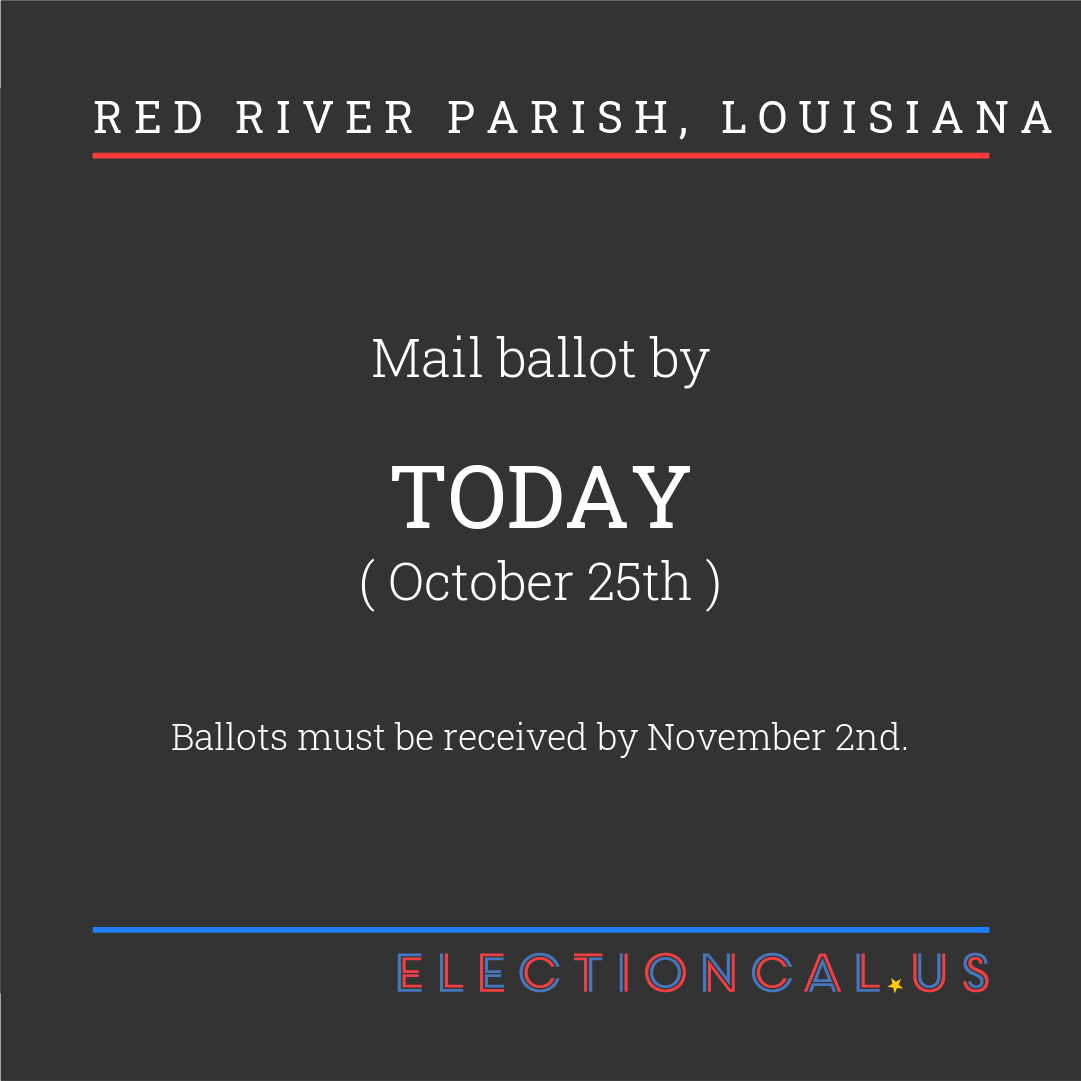 RED RIVER PARISH, LOUISIANA
Mail ballot by
TODAY
( October 25th )
Ballots must be received by November 2nd.
ELECTIONCAL.US